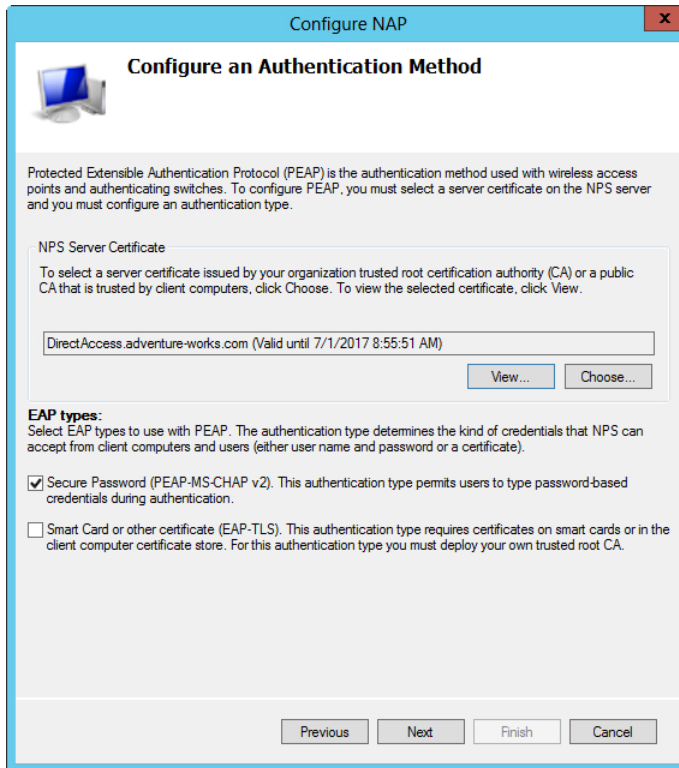 Configure NAP
x
Configure an Authentication Method
Protected Extensible Authentication Protocol (PEAP) is the authentication method used with wireless access
points and authenticating switches. To configure PEAP, you must select a server certificate on the NPS server
and you must configure an authentication type.
NPS Server Certificate
To select a server certificate issued by your organization trusted root certification authority (CA) or a public
CA that is trusted by client computers, click Choose. To view the selected certificate, click View.
DirectAccess.adventure-works.com (Valid until 7/1/2017 8:55:51 AM)
View... Choose...
EAP types:
Select EAP types to use with PEAP. The authentication type determines the kind of credentials that NPS can
accept from client computers and users (either user name and password or a certificate).
Secure Password (PEAP-MS-CHAP v2). This authentication type permits users to type password-based
credentials during authentication.
Smart Card or other certificate (EAP-TLS). This authentication type requires certificates on smart cards or in the
client computer certificate store. For this authentication type you must deploy your own trusted root CA.
Previous Next Finish Cancel